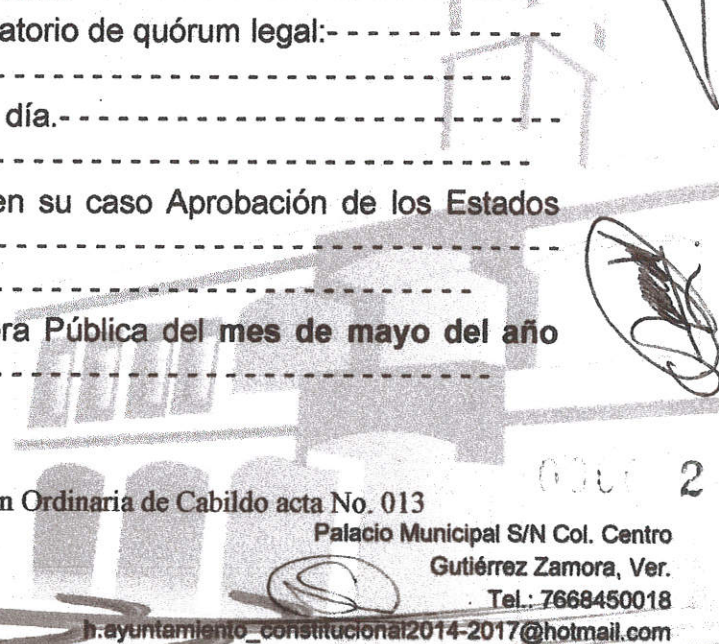 atorio de quórum legal:- - - - - - - - - - - - -
- - - - - - - - - - - - - - - - - - - - - - - - - - - - -
día.- - - - - - - - - - - - - - - - - - - - - - - - - - - -
- - - - - - - - - - - - - - - - - - - - - - - - - - - - - -
en su caso Aprobación de los Estados
- - - - - - - - - - - - - - - - - - - - - - - - - - - - - - - -
- - - - - - - - - - - - - - - - - - - - - - - - - - -
ra Pública del mes de mayo del año
- - - - - - - - - - - - - - - - - - - - - - - - - - - -
2
n Ordinaria de Cabildo acta No. 013
Palacio Municipal S/N Col. Centro
Gutiérrez Zamora, Ver.
Tel.: 7668450018
h.ayuntamiento_constitucional2014-2017@hotmail.com